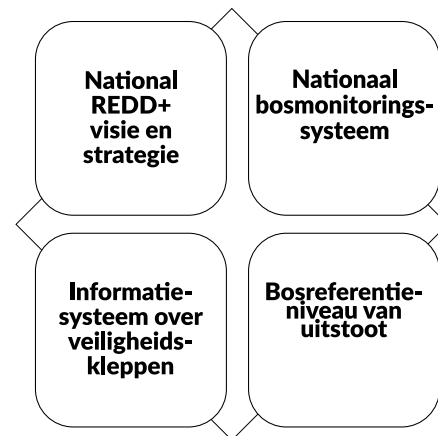 National
REDD+
visie en
strategie
Nationaal
bosmonitorings-
systeem
Informatie-
systeem over
veiligheids-
kleppen
Bosreferentie-
niveau van
uitstoot